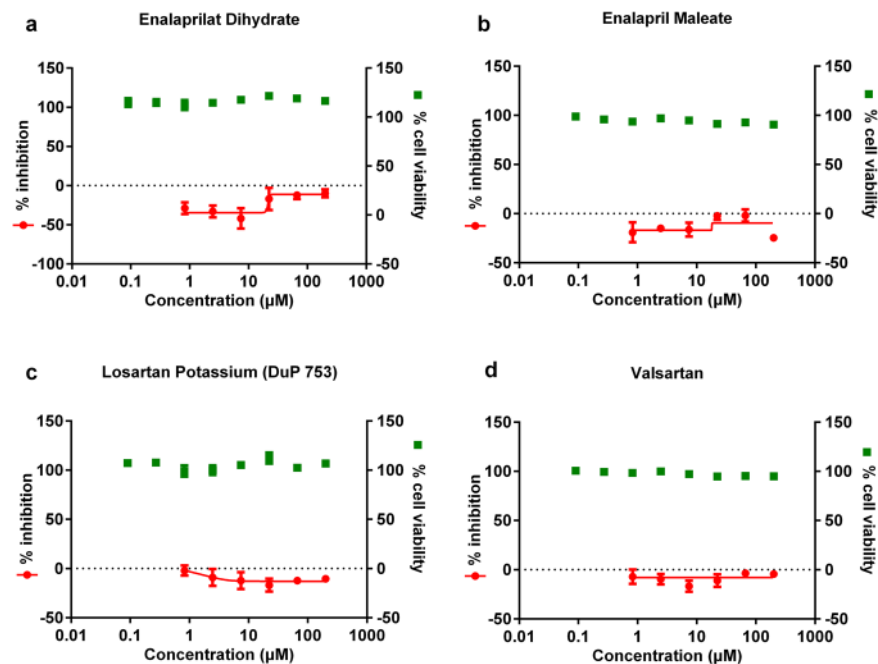 a
Enalaprilat Dihydrate
150
100
50
0
-50
-100
% inhibition
150
100
50
0
-50
% cell viability
0.01 0.1 1 10 100 1000
Concentration (µM)
b
Enalapril Maleate
150
100
50
0
-50
% inhibition
150
100
50
0
-50
% cell viability
0.01 0.1 1 10 100 1000
Concentration (µM)
c
Losartan Potassium (DuP 753)
150
100
50
0
-50
% inhibition
150
100
50
0
-50
% cell viability
0.01 0.1 1 10 100 1000
Concentration (µM)
d
Valsartan
150
100
50
0
-50
% inhibition
150
100
50
0
-50
% cell viability
0.01 0.1 1 10 100 1000
Concentration (µM)